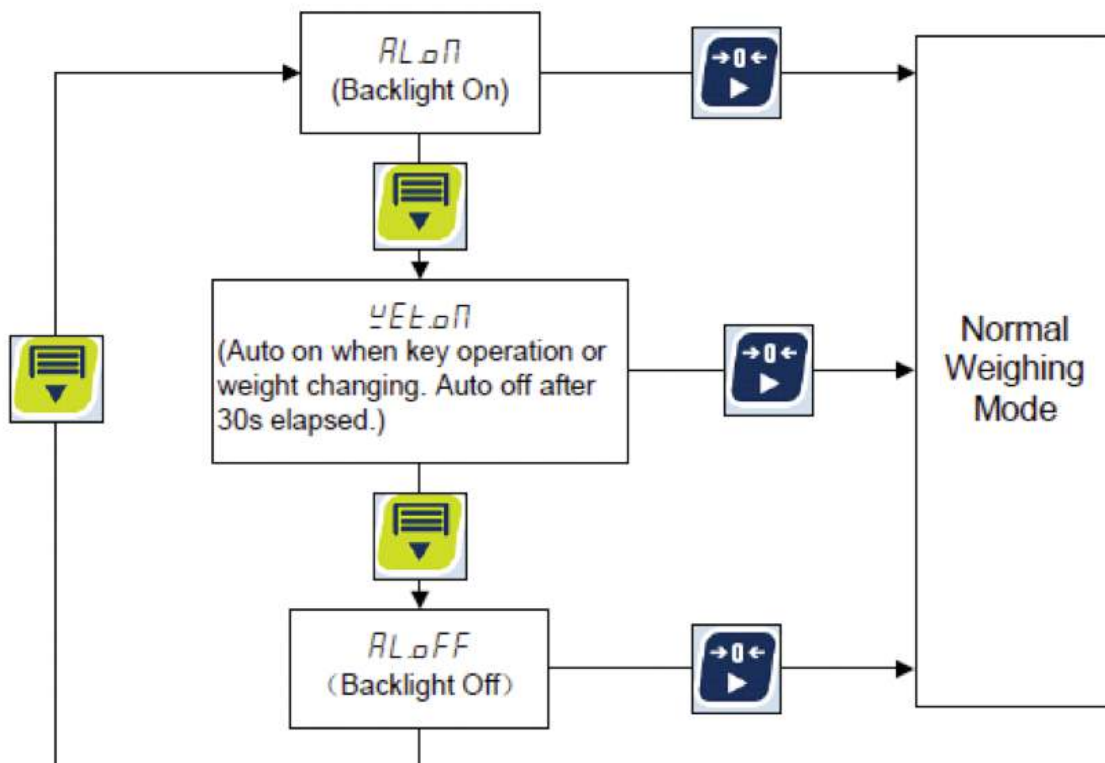 AL.oN
(Backlight On)
→0←
YEt.oN
(Auto on when key operation or
weight changing. Auto off after
30s elapsed.)
→0←
Normal
Weighing
Mode
AL.oFF
（Backlight Off）
→0←